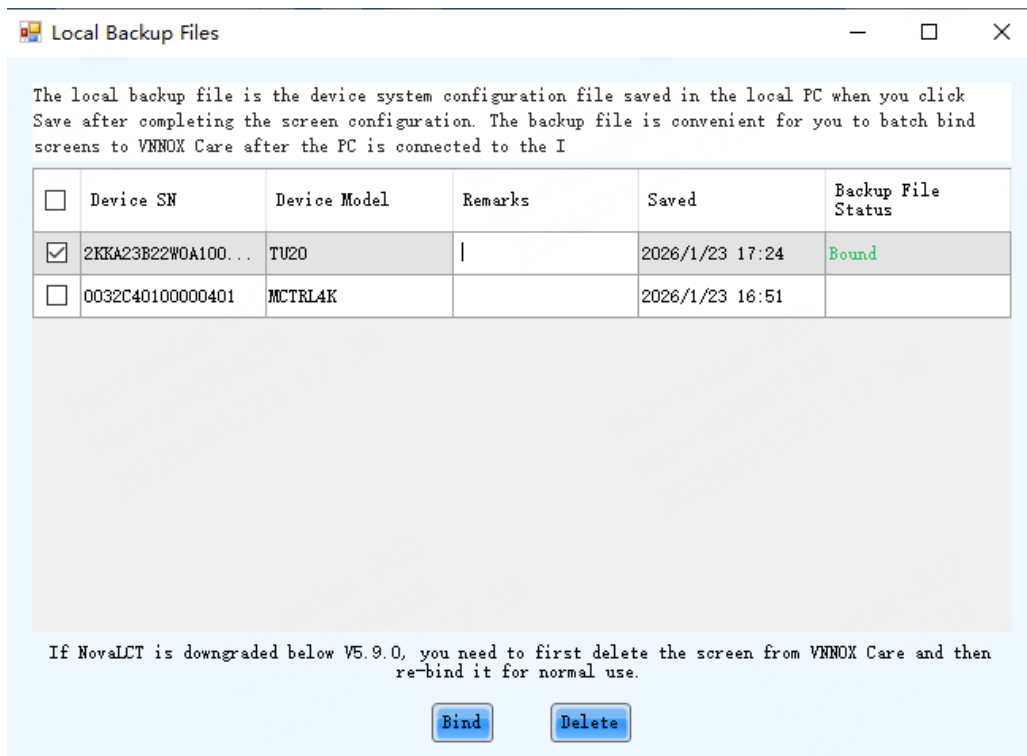 Local Backup Files
The local backup file is the device system configuration file saved in the local PC when you click
Save after completing the screen configuration. The backup file is convenient for you to batch bind
screens to VNNOX Care after the PC is connected to the I
Device SN Device Model Remarks Saved Backup File Status
2KKA23B22W0A100... TU20 2026/1/23 17:24 Bound
0032C40100000401 MCTRL4K 2026/1/23 16:51
If NovaLCT is downgraded below V5.9.0, you need to first delete the screen from VNNOX Care and then
re-bind it for normal use.
Bind Delete